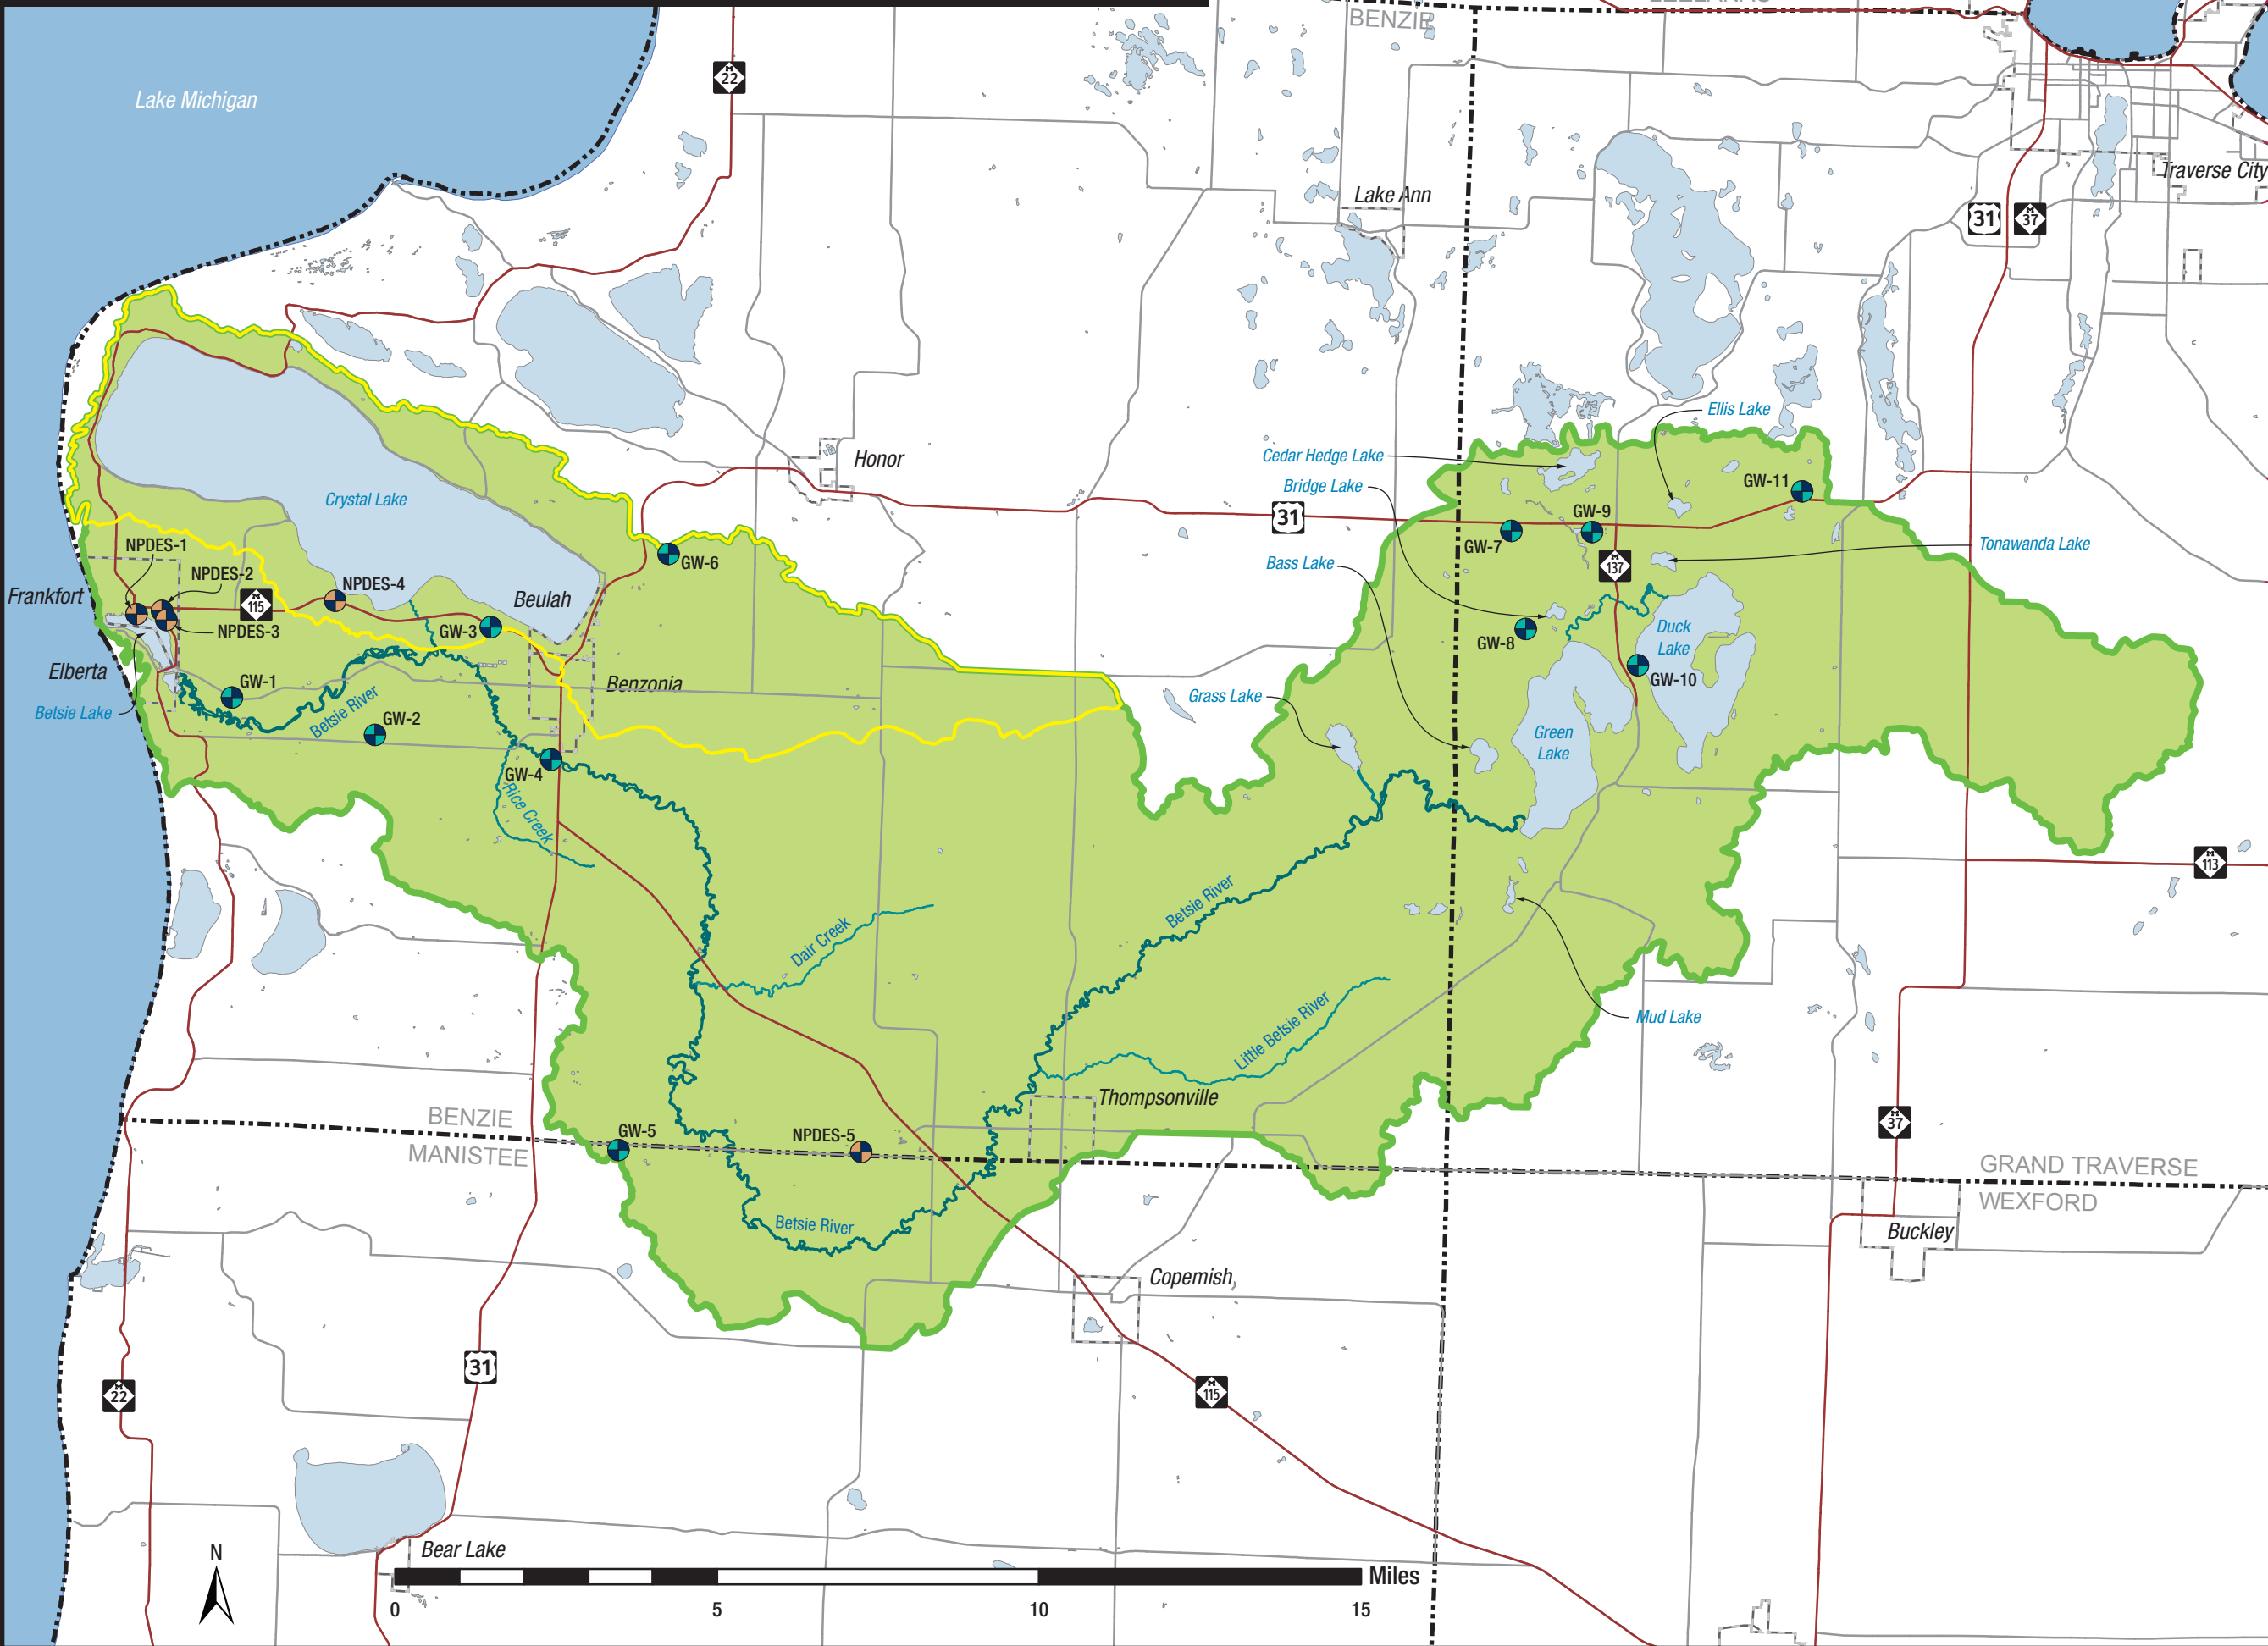 BENZIE
Lake Michigan
M
22
Lake Ann
Traverse City
31
M
37
Ellis Lake
Cedar Hedge Lake
Honor
Bridge Lake
GW-11
Crystal Lake
31
GW-9
NPDES-1
GW-7
Tonawanda Lake
GW-6
Bass Lake
M
137
NPDES-2
NPDES-4
Frankfort
M
115
Beulah
NPDES-3
GW-3
Duck
Lake
GW-8
Elberta
GW-1
Benzonia
GW-10
Grass Lake
Betsie Lake
Betsie River
GW-2
Green
Lake
GW-4
Rice Creek
M
113
Betsie River
Dair Creek
Mud Lake
Little Betsie River
Thompsonville
BENZIE
MANISTEE
M
37
GW-5
NPDES-5
GRAND TRAVERSE
WEXFORD
Betsie River
Buckley
Copemish
31
M
22
M
115
Bear Lake
N
Miles
0
5
10
15